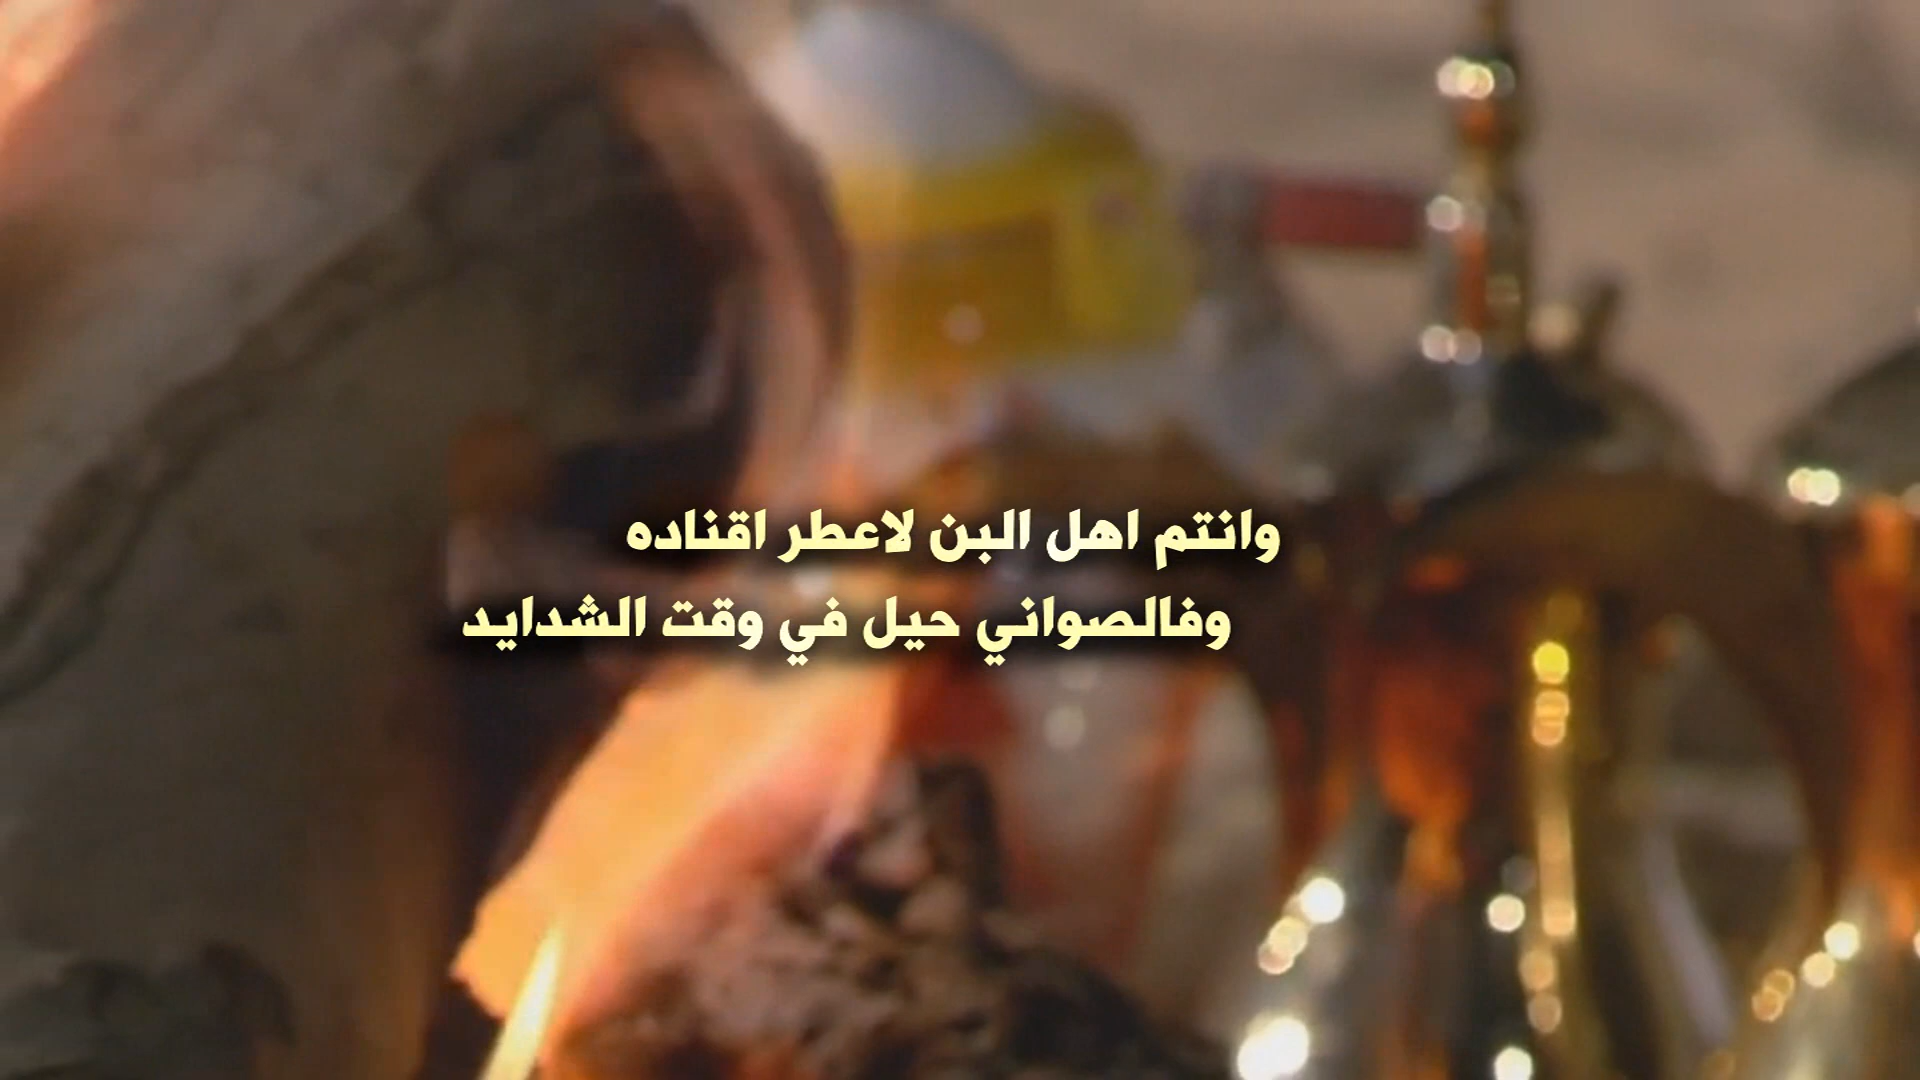 وانتم اهل البن لاعطر اقناده
وفالصواني حيل في وقت الشدايد